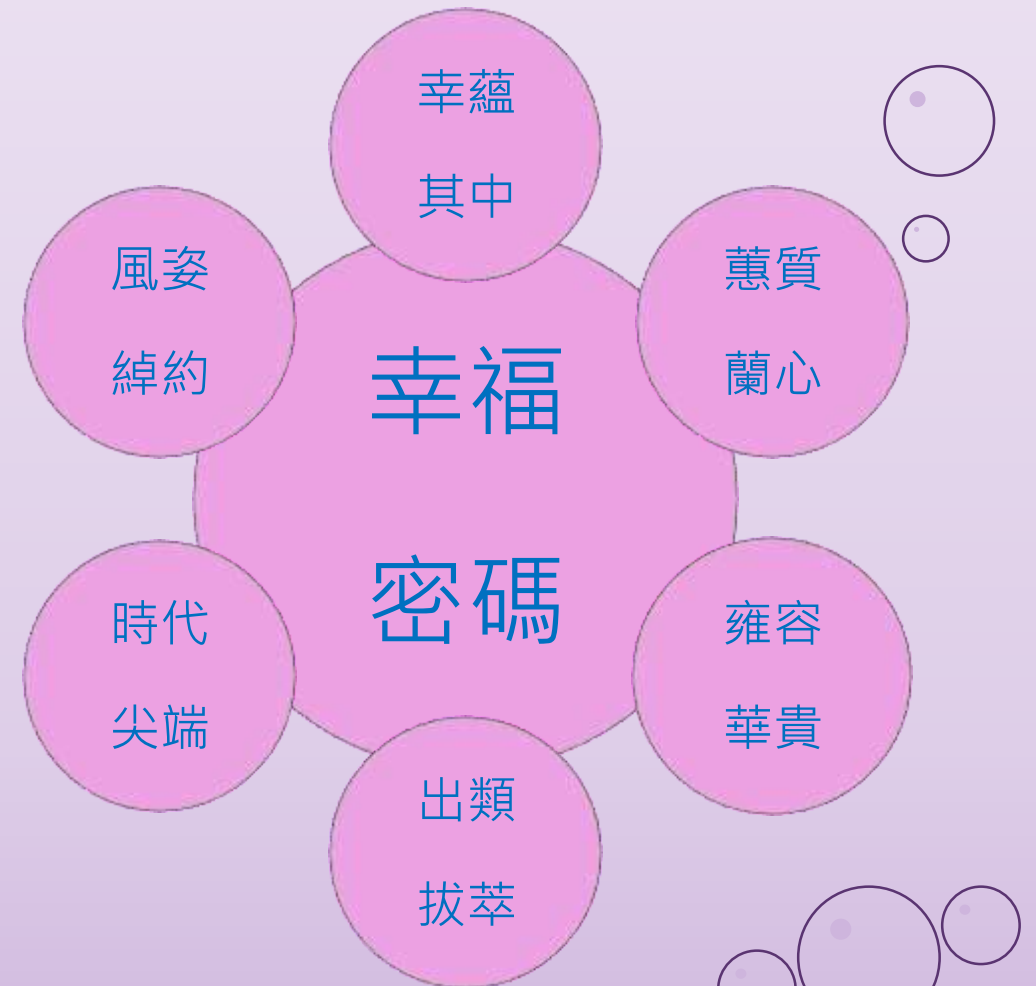 幸蘊
其中
蕙質
蘭心
雍容
華貴
出類
拔萃
時代
尖端
風姿
綽約
幸福
密碼